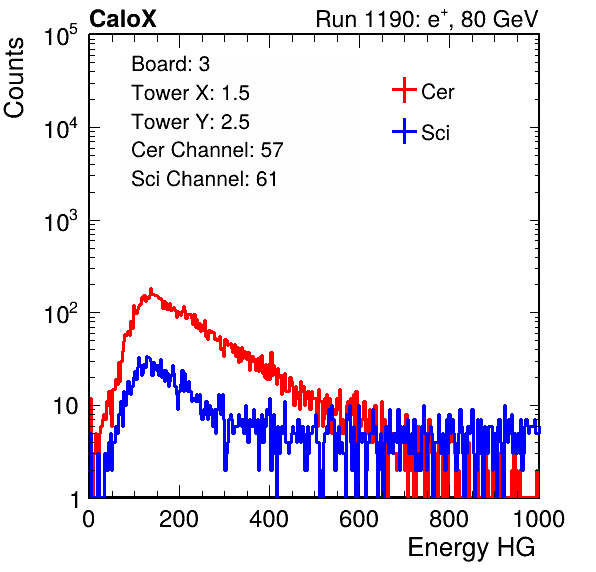 CaloX Run 1190: e⁺, 80 GeV
Counts
10⁵
10⁴
10³
10²
10
1
Board: 3
Tower X: 1.5
Tower Y: 2.5
Cer Channel: 57
Sci Channel: 61
Cer
Sci
0 200 400 600 800 1000
Energy HG